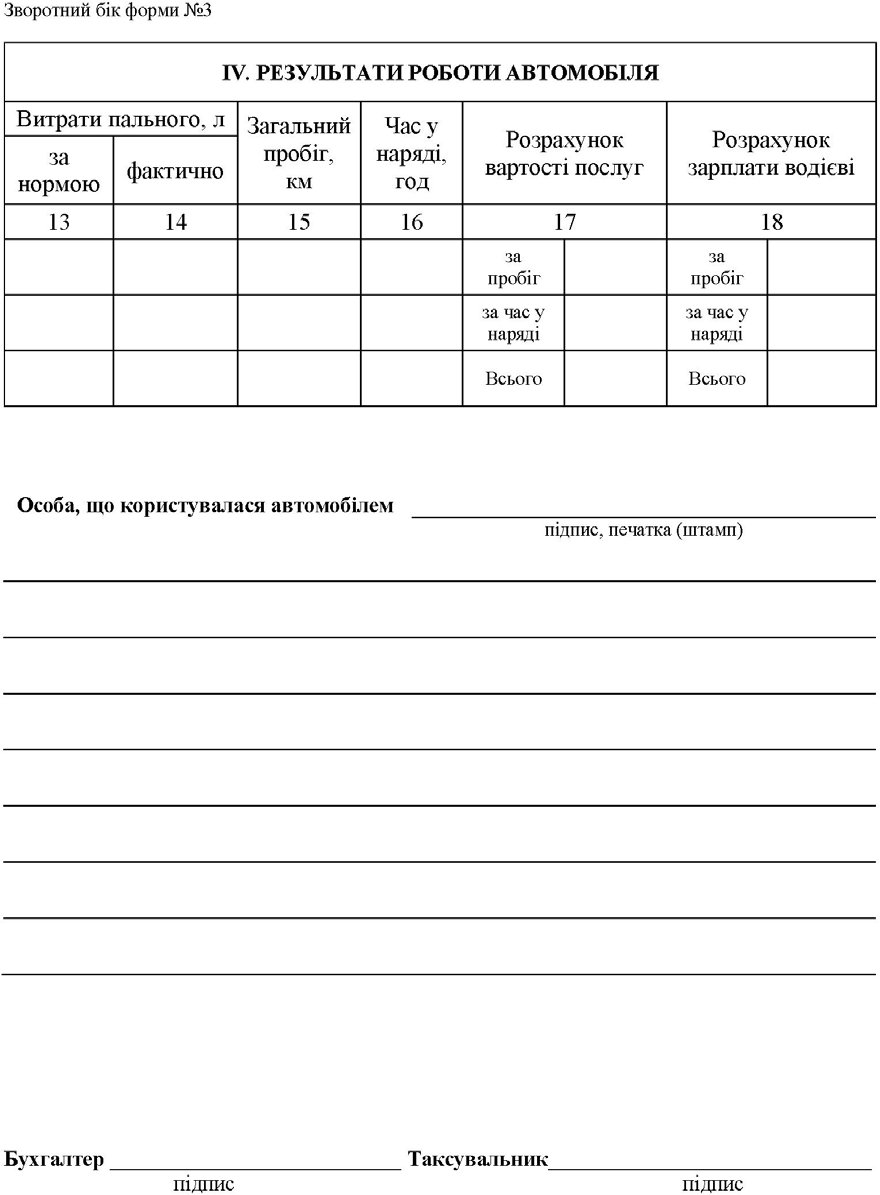 Зворотний бік форми №3
IV. РЕЗУЛЬТАТИ РОБОТИ АВТОМОБІЛЯ
Витрати пального, л
за нормою
фактично
Загальний пробіг, км
Час у наряді, год
Розрахунок вартості послуг
Розрахунок зарплати водієві
13 14 15 16 17 18
за пробіг
за пробіг
за час у наряді
за час у наряді
Всього
Всього
Особа, що користувалася автомобілем
підпис, печатка (штамп)
Бухгалтер Таксувальник
підпис підпис